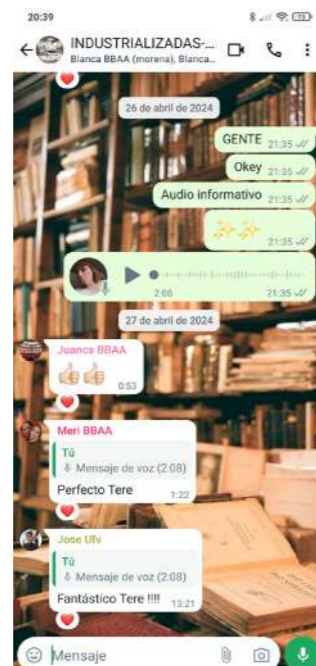 20:39
INDUSTRIALIZADAS-...
Blanca BBAA (morena), Blanca...
26 de abril de 2024
GENTE 21:35
Okey 21:35
Audio informativo 21:35
21:35
2:08 21:35
27 de abril de 2024
Juanca BBAA
0:53
Meri BBAA
Tú
Mensaje de voz (2:08)
Perfecto Tere
1:22
Jose Ufv
Tú
Mensaje de voz (2:08)
Fantástico Tere !!!!
13:21
Mensaje